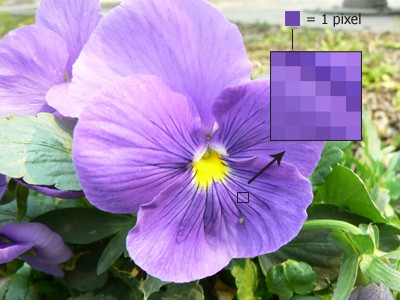 = 1 pixel